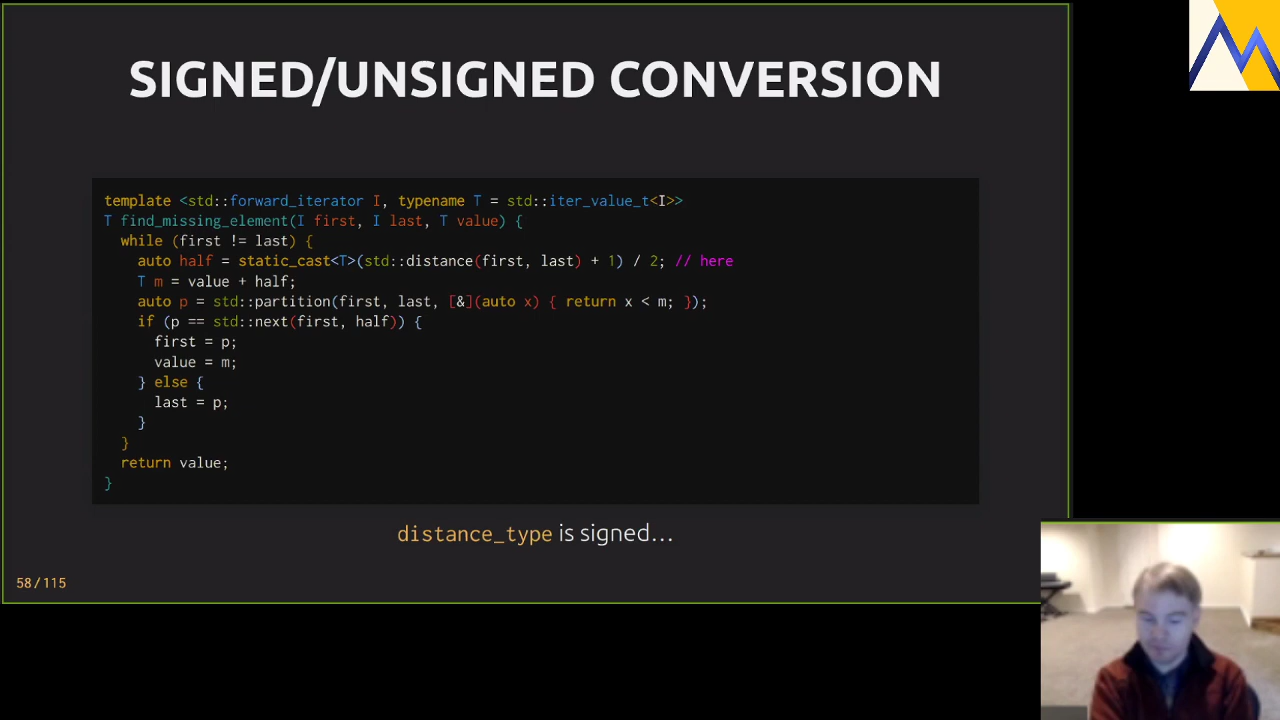 SIGNED/UNSIGNED CONVERSION
template <std::forward_iterator I, typename T = std::iter_value_t<I>>
T find_missing_element(I first, I last, T value) {
  while (first != last) {
    auto half = static_cast<T>(std::distance(first, last) + 1) / 2; // here
    T m = value + half;
    auto p = std::partition(first, last, [&](auto x) { return x < m; });
    if (p == std::next(first, half)) {
      first = p;
      value = m;
    } else {
      last = p;
    }
  }
  return value;
}
distance_type is signed…
58/115